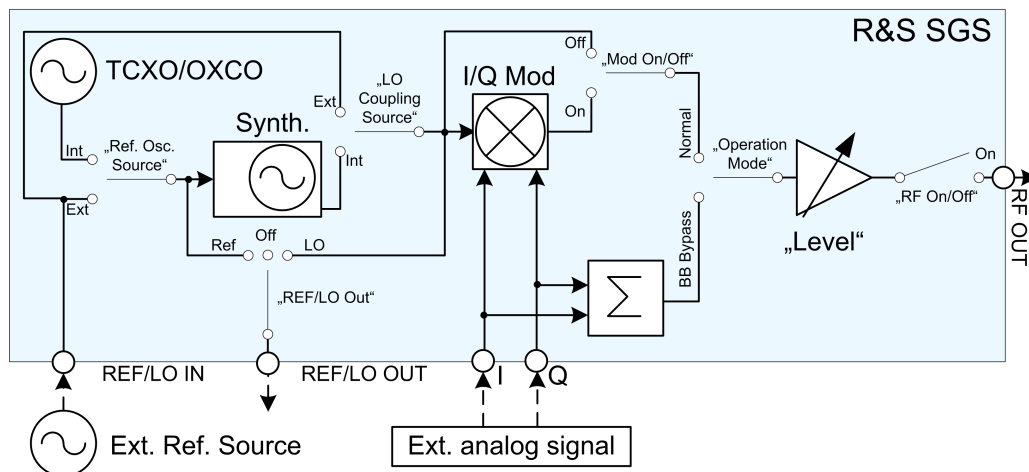 R&S SGS
TCXO/OXCO
Off
„Mod On/Off“
I/Q Mod
Ext
„LO
Coupling
Source“
On
Synth.
Int
„Ref. Osc.
Source“
Int
Ext
Normal
„Operation
Mode“
On
„RF On/Off“
RF OUT
„Level“
Off
Ref
LO
BB Bypass
Σ
„REF/LO Out“
REF/LO IN
REF/LO OUT
I
Q
Ext. Ref. Source
Ext. analog signal